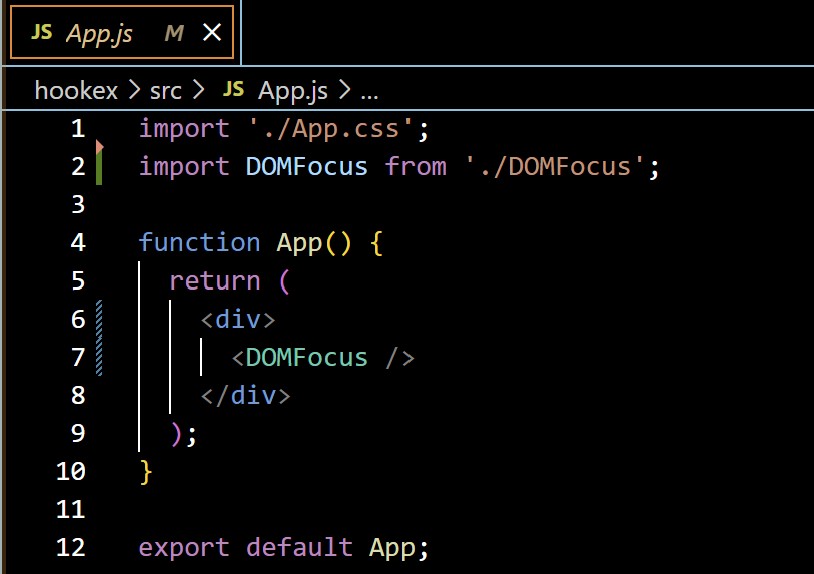 JS App.js M
hookex > src > JS App.js > ...
1 import './App.css';
2 import DOMFocus from './DOMFocus';
3
4 function App() {
5   return (
6     <div>
7       <DOMFocus />
8     </div>
9   );
10 }
11
12 export default App;